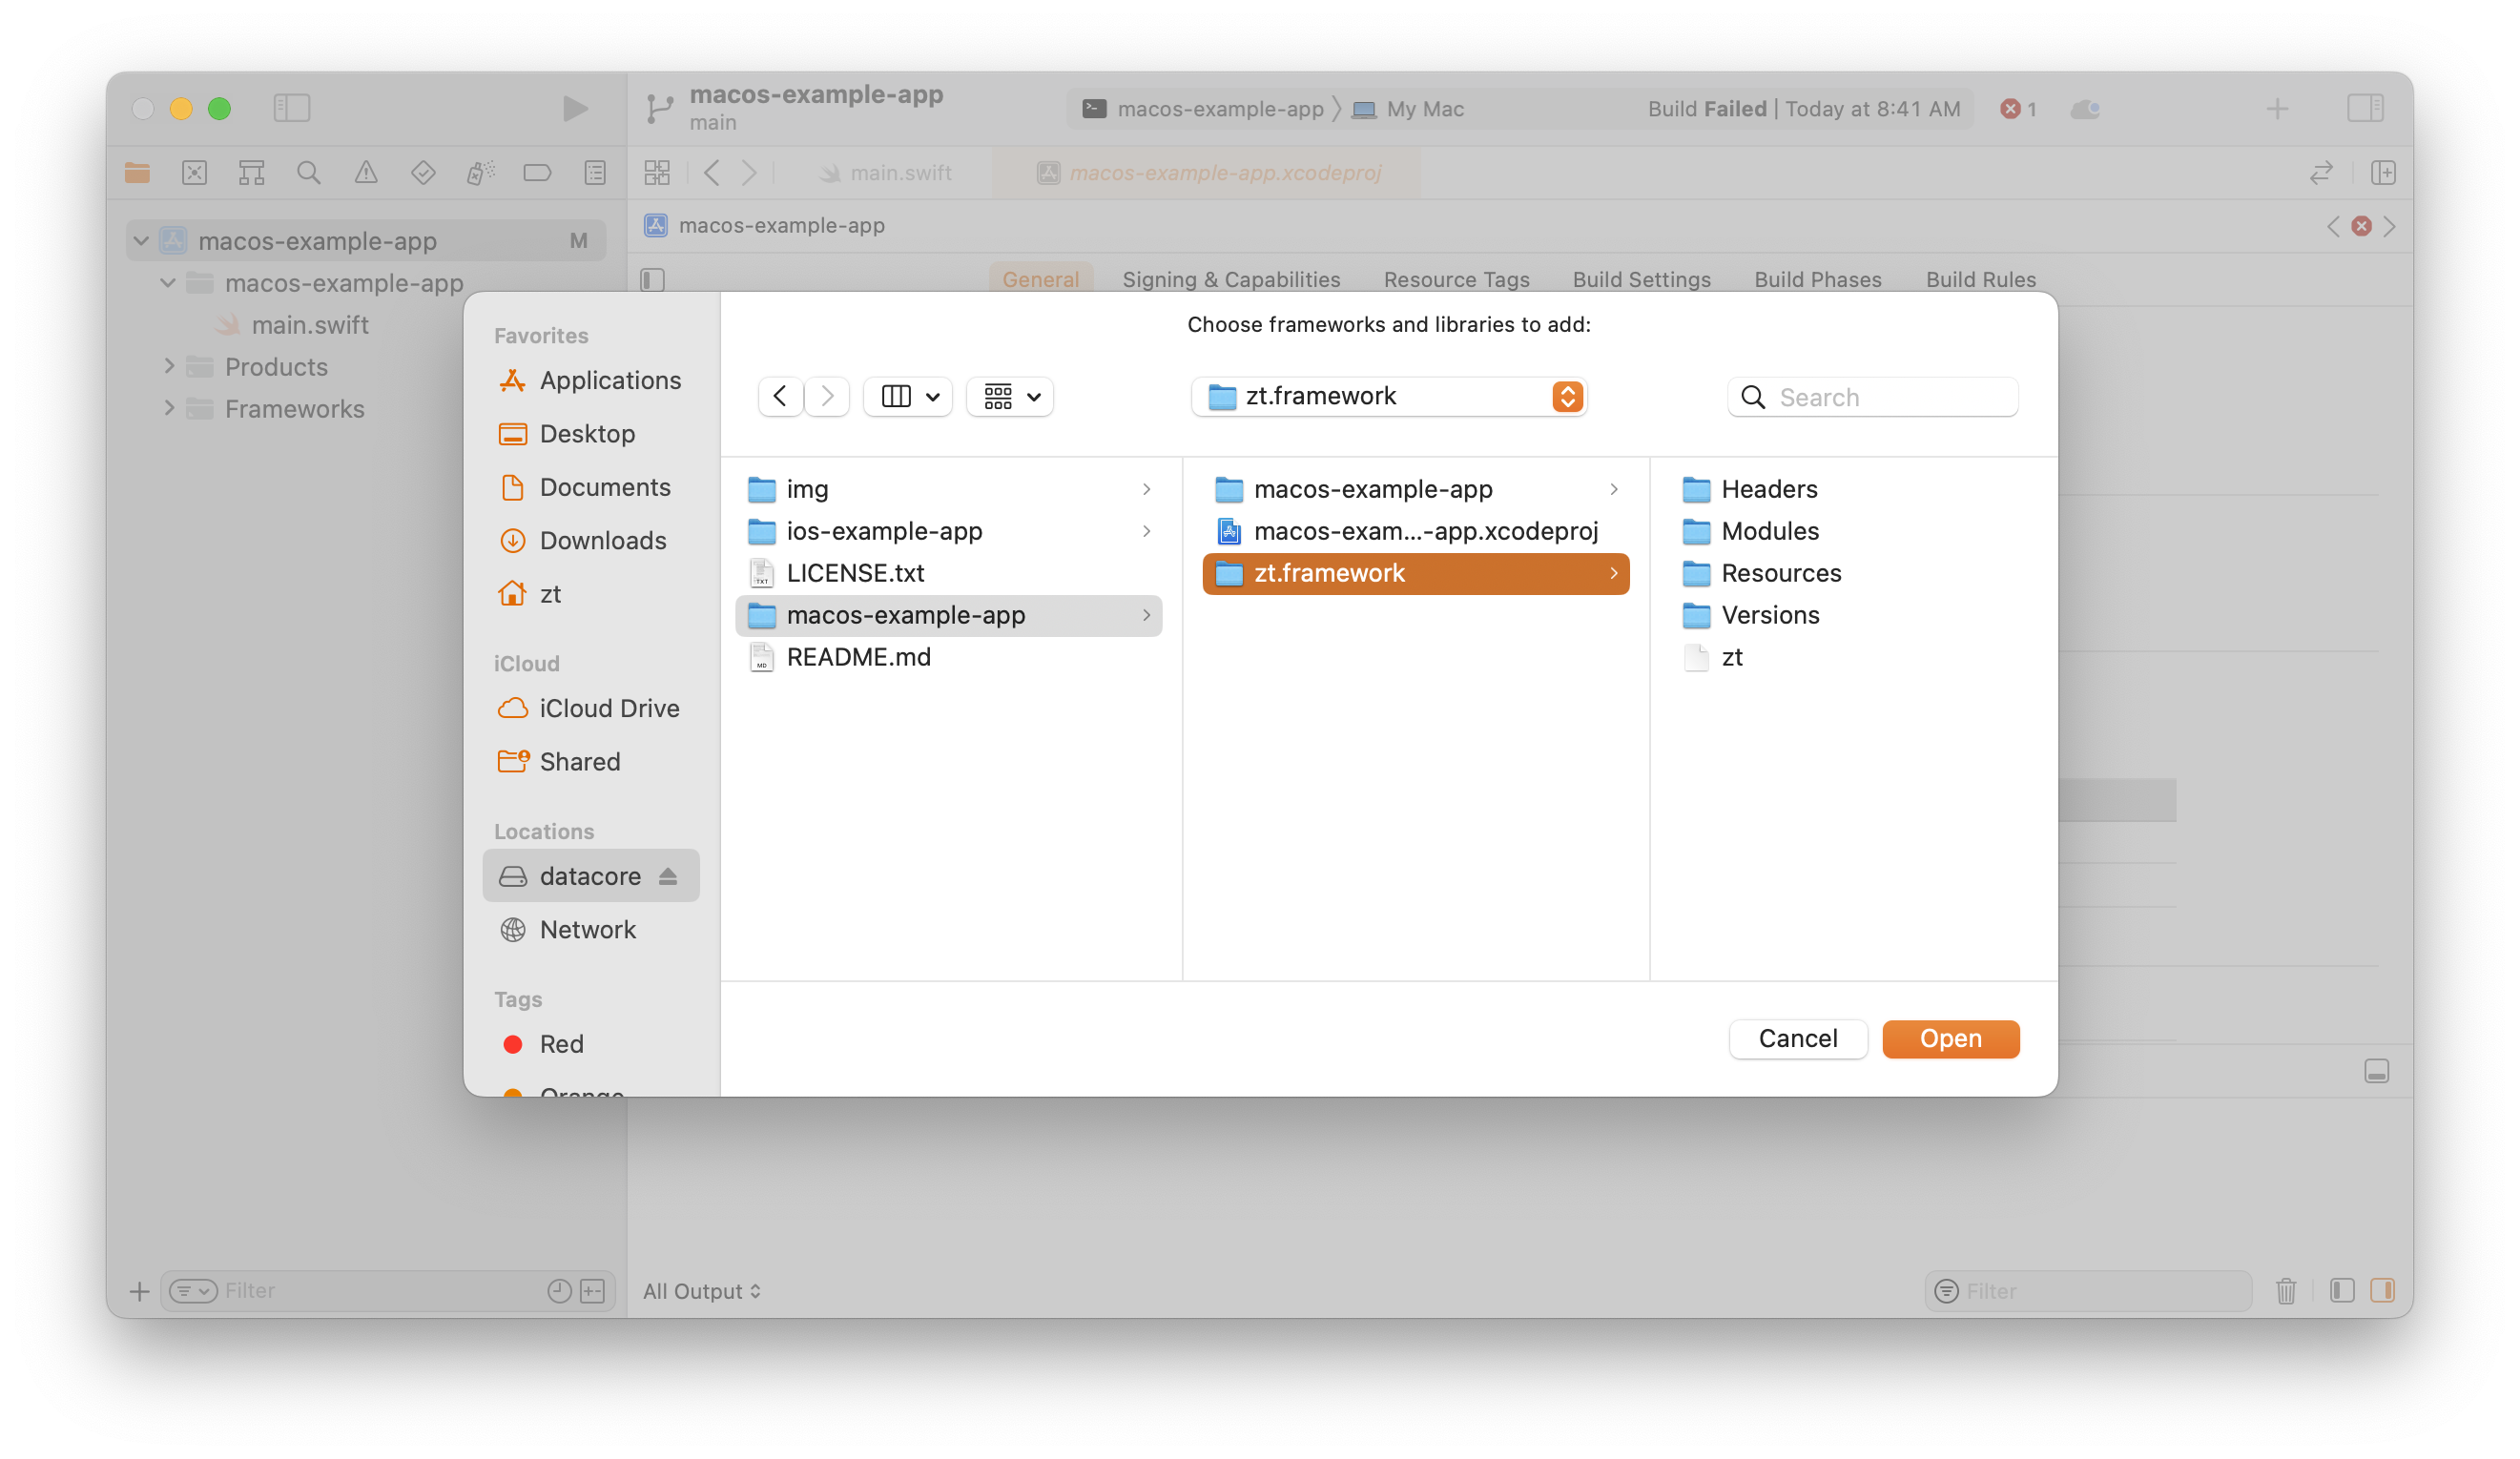 macos-example-app
main
macos-example-app
My Mac
Build Failed | Today at 8:41 AM
1
main.swift
macos-example-app.xcodeproj
macos-example-app M
macos-example-app
main.swift
Products
Frameworks
macos-example-app
General
Signing & Capabilities
Resource Tags
Build Settings
Build Phases
Build Rules
Favorites
Applications
Desktop
Documents
Downloads
zt
iCloud
iCloud Drive
Shared
Locations
datacore
Network
Tags
Red
Orange
Choose frameworks and libraries to add:
zt.framework
Search
img
ios-example-app
LICENSE.txt
macos-example-app
README.md
macos-example-app
macos-exam...-app.xcodeproj
zt.framework
Headers
Modules
Resources
Versions
zt
Cancel
Open
Filter
All Output
Filter